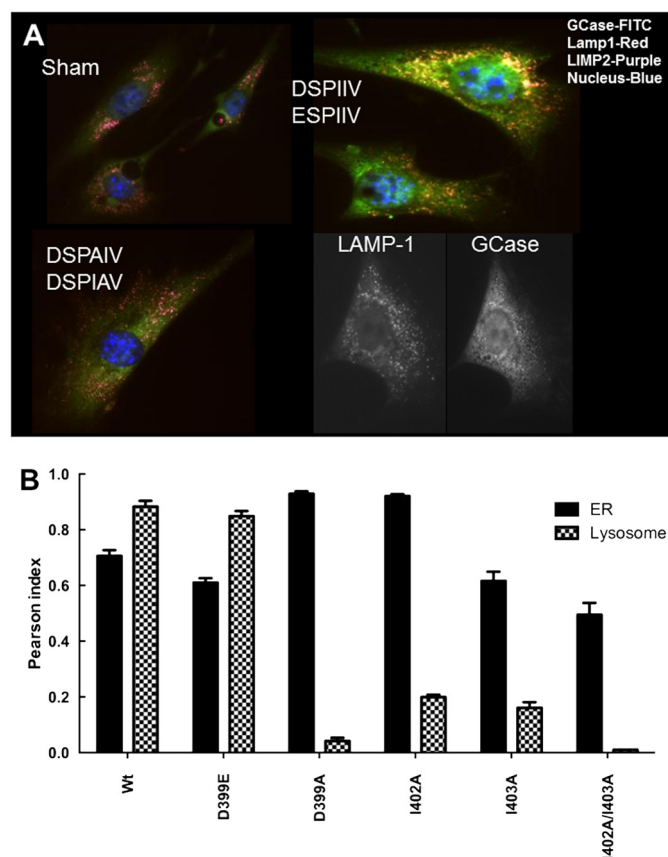 A
Sham
DSPIIV
ESPIIV
GCase-FITC
Lamp1-Red
LIMP2-Purple
Nucleus-Blue
DSPAIV
DSPIAV
LAMP-1
GCase
B
Pearson index
1.0
0.8
0.6
0.4
0.2
0.0
ER
Lysosome
Wt
D399E
D399A
I402A
I403A
I402A/I403A